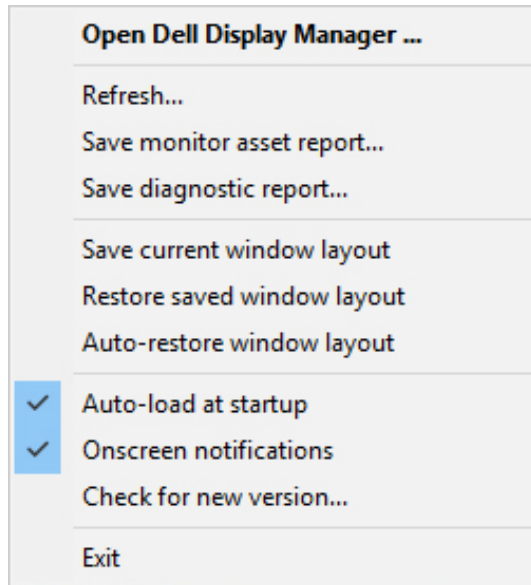 Open Dell Display Manager ...
Refresh...
Save monitor asset report...
Save diagnostic report...
Save current window layout
Restore saved window layout
Auto-restore window layout
Auto-load at startup
Onscreen notifications
Check for new version...
Exit